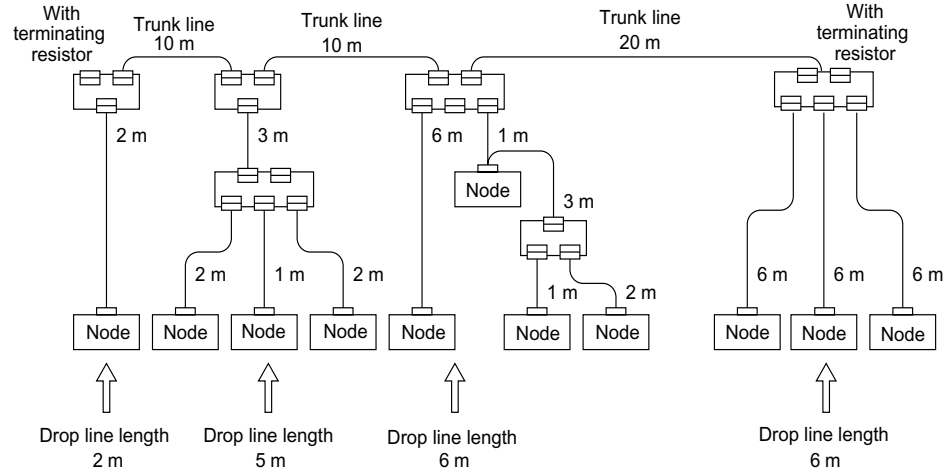 With
terminating
resistor
Trunk line
10 m
Trunk line
10 m
Trunk line
20 m
With
terminating
resistor
2 m
3 m
6 m
1 m
Node
3 m
2 m
1 m
2 m
1 m
2 m
6 m
6 m
6 m
Node
Node
Node
Node
Node
Node
Node
Node
Node
Node
Drop line length
2 m
Drop line length
5 m
Drop line length
6 m
Drop line length
6 m